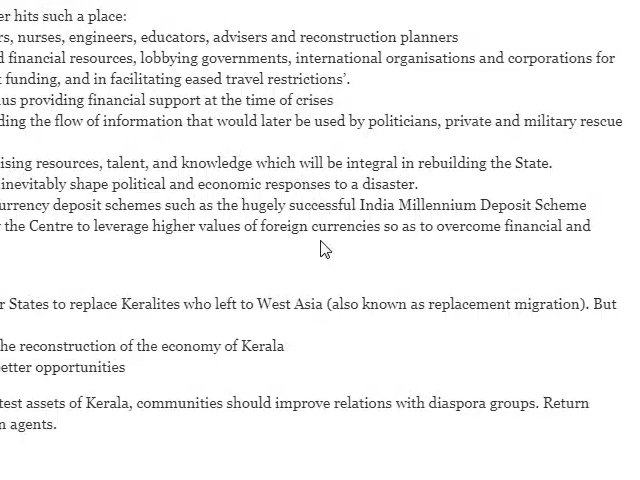 er hits such a place:
rs, nurses, engineers, educators, advisers and reconstruction planners
d financial resources, lobbying governments, international organisations and corporations for
t funding, and in facilitating eased travel restrictions’.
us providing financial support at the time of crises
ding the flow of information that would later be used by politicians, private and military rescue
ising resources, talent, and knowledge which will be integral in rebuilding the State.
inevitably shape political and economic responses to a disaster.
urrency deposit schemes such as the hugely successful India Millennium Deposit Scheme
the Centre to leverage higher values of foreign currencies so as to overcome financial and
r States to replace Keralites who left to West Asia (also known as replacement migration). But
he reconstruction of the economy of Kerala
etter opportunities
test assets of Kerala, communities should improve relations with diaspora groups. Return
n agents.